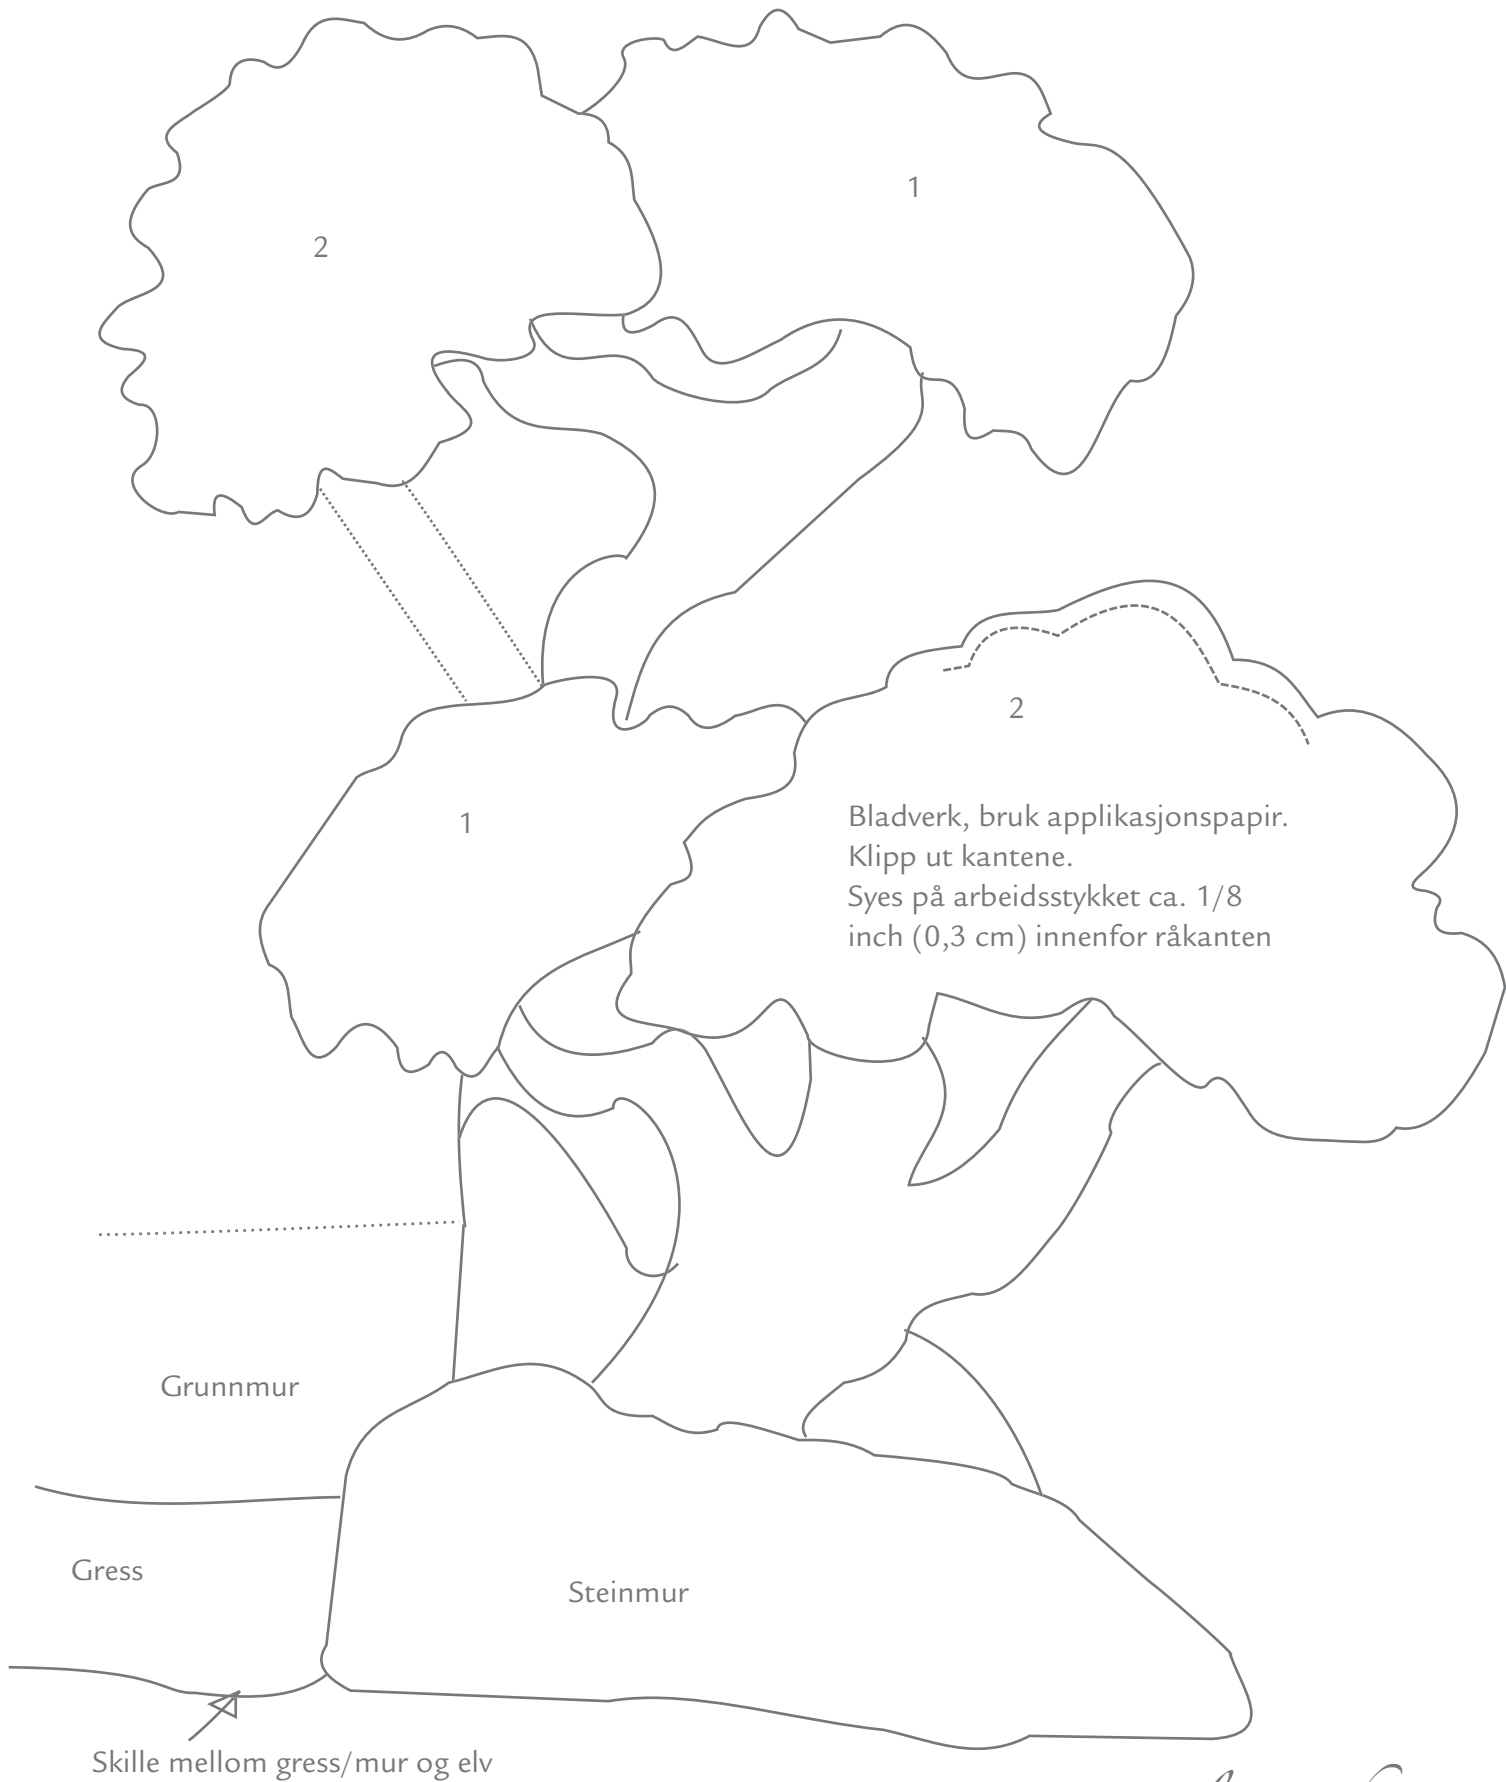 1
2
2
1
Bladverk, bruk applikasjonspapir.
Klipp ut kantene.
Syes på arbeidsstykket ca. 1/8
inch (0,3 cm) innenfor råkanten
Grunnmur
Gress
Steinmur
Skille mellom gress/mur og elv